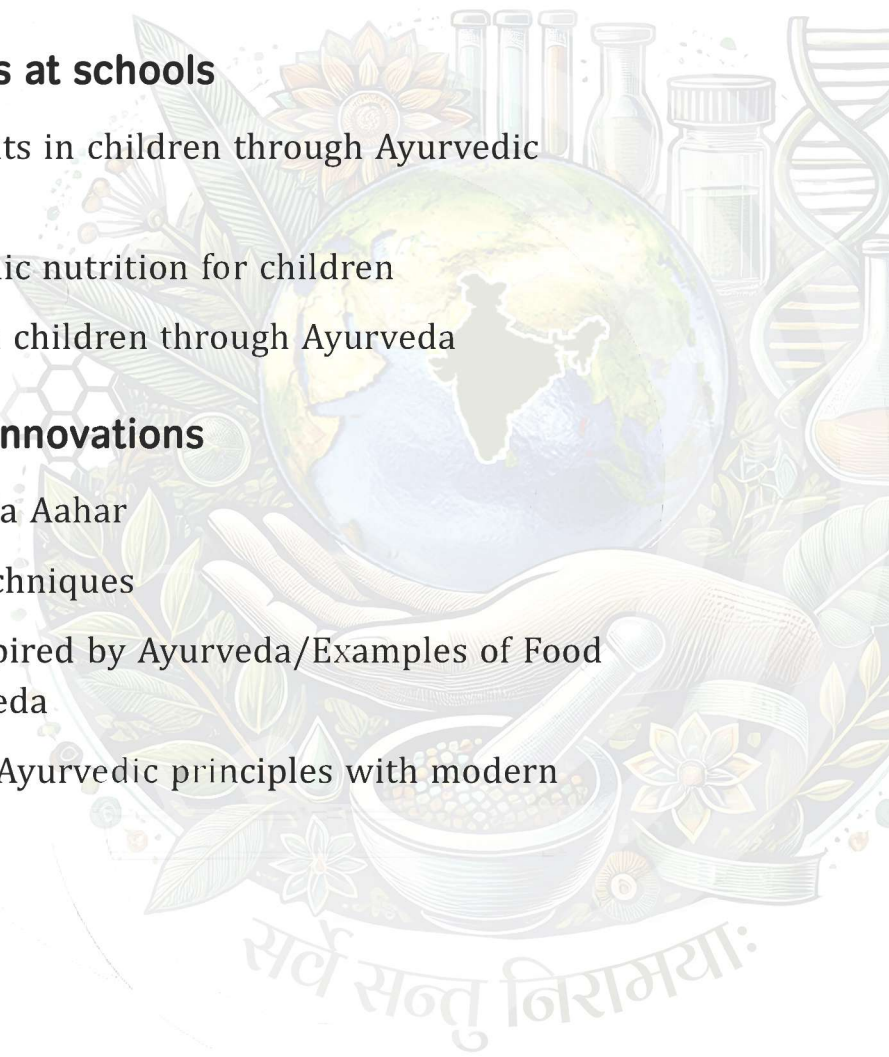 s at schools
ts in children through Ayurvedic
ic nutrition for children
children through Ayurveda
nnovations
a Aahar
chniques
pired by Ayurveda/Examples of Food
eda
Ayurvedic principles with modern
सर्वे सन्तु निरामयाः